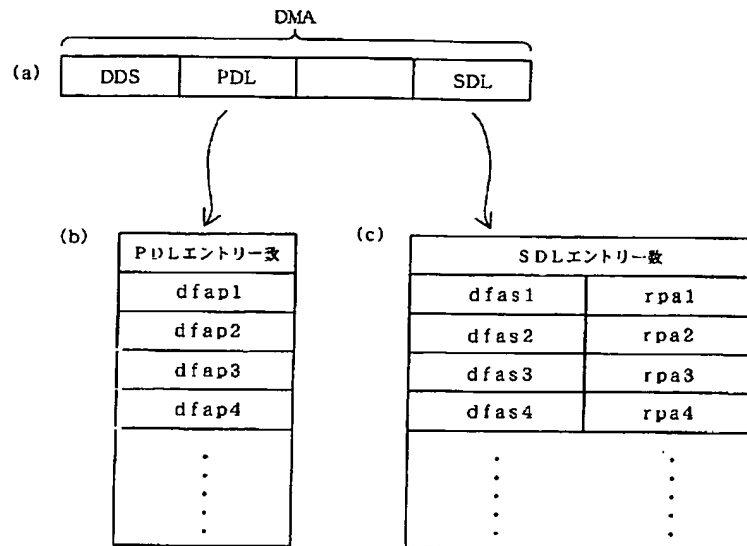 DMA
(a) DDS PDL SDL
(b) (c)
PDLエントリー数 SDLエントリー数
dfap1 dfas1 rpa1
dfap2 dfas2 rpa2
dfap3 dfas3 rpa3
dfap4 dfas4 rpa4